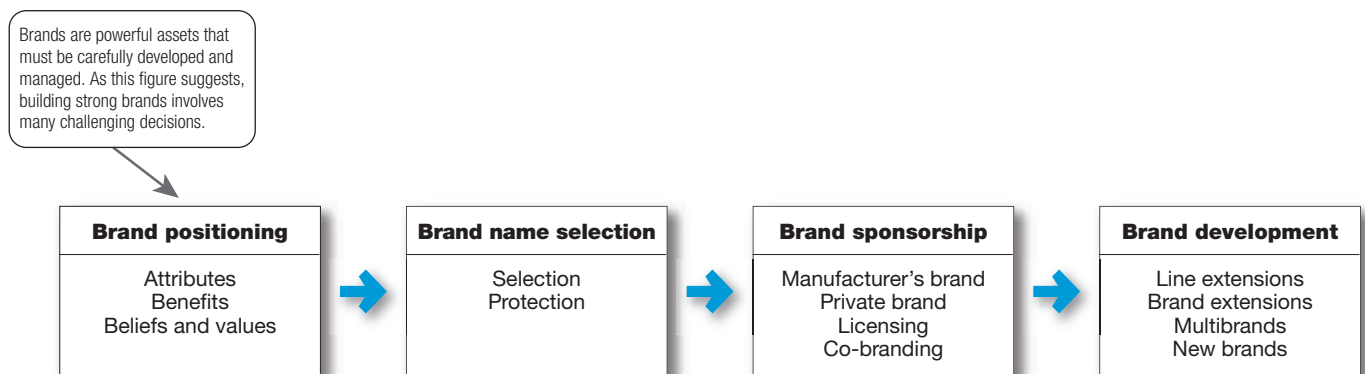 Brands are powerful assets that
must be carefully developed and
managed. As this figure suggests,
building strong brands involves
many challenging decisions.
Brand positioning
Attributes
Benefits
Beliefs and values
Brand name selection
Selection
Protection
Brand sponsorship
Manufacturer’s brand
Private brand
Licensing
Co-branding
Brand development
Line extensions
Brand extensions
Multibrands
New brands